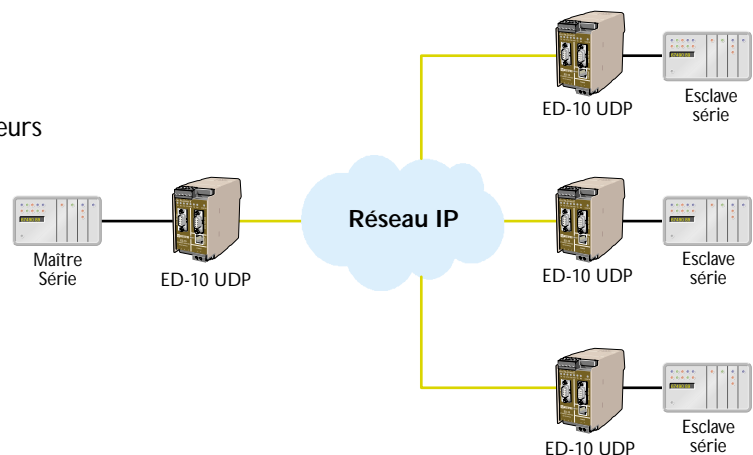 ED-10 UDP
Esclave
série
eurs
Réseau IP
Maître
Série
ED-10 UDP
ED-10 UDP
Esclave
série
ED-10 UDP
Esclave
série